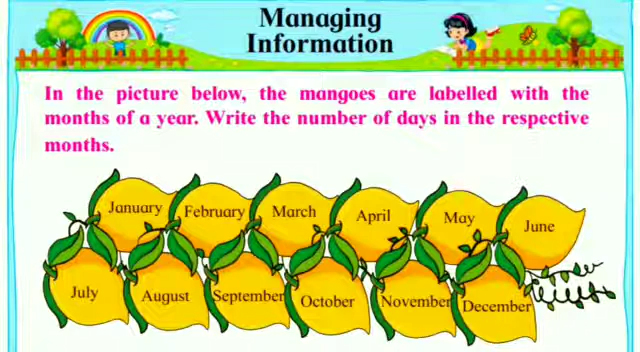 Managing
Information
In the picture below, the mangoes are labelled with the
months of a year. Write the number of days in the respective
months.
January February March April May June
July August September October November December